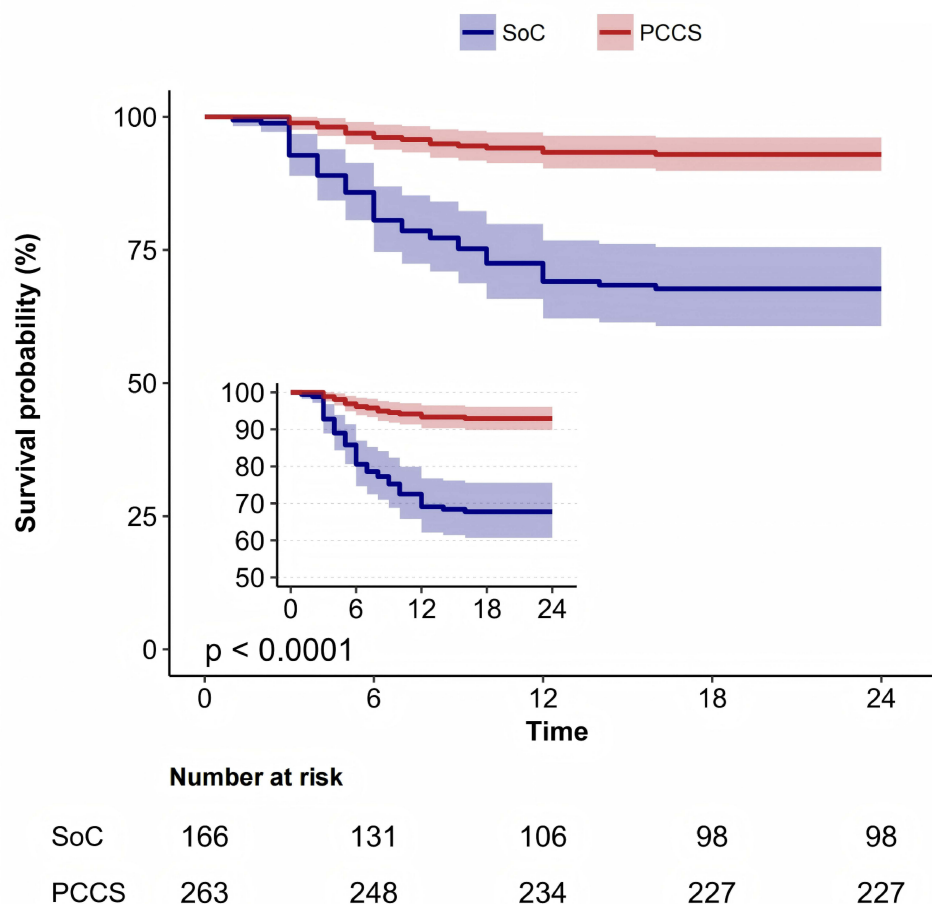 SoC PCCS
Survival probability (%)
100
75
50
25
0
100
90
80
70
60
50
0 6 12 18 24
p < 0.0001
0 6 12 18 24
Time
Number at risk
SoC 166 131 106 98 98
PCCS 263 248 234 227 227